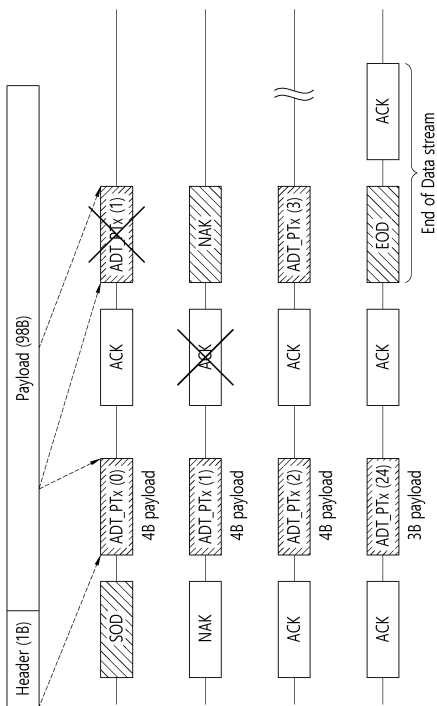 Header (1B)
Payload (98B)
SOD
ADT_PTx (0)
ACK
ADT_PTx (1)
4B payload
NAK
ADT_PTx (1)
ACK
NAK
4B payload
ACK
ADT_PTx (2)
ACK
ADT_PTx (3)
4B payload
ACK
ADT_PTx (24)
EOD
ACK
3B payload
End of Data stream